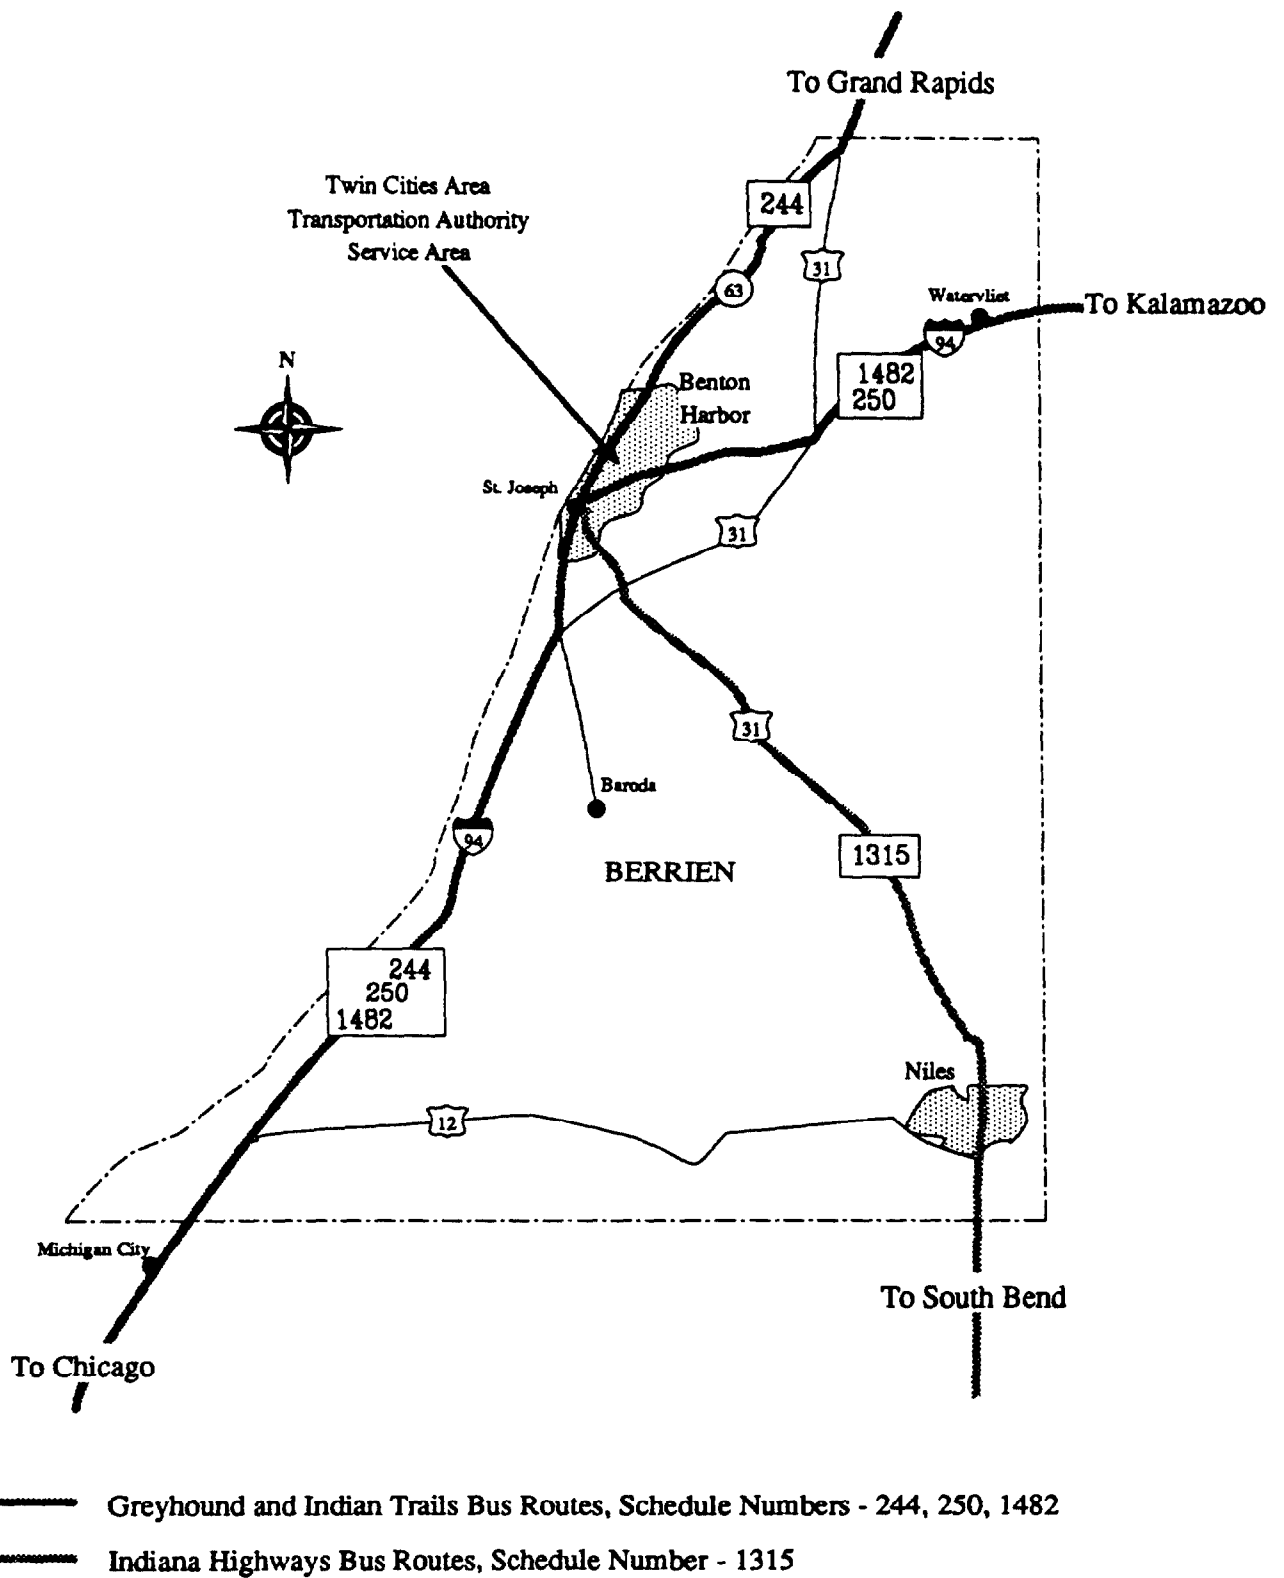 To Grand Rapids
Twin Cities Area
Transportation Authority
Service Area
244
31
63
Watervliet
To Kalamazoo
94
N
1482
250
Benton
Harbor
St. Joseph
31
31
Baroda
94
1315
BERRIEN
244
250
1482
Niles
12
Michigan City
To South Bend
To Chicago
Greyhound and Indian Trails Bus Routes, Schedule Numbers - 244, 250, 1482
Indiana Highways Bus Routes, Schedule Number - 1315